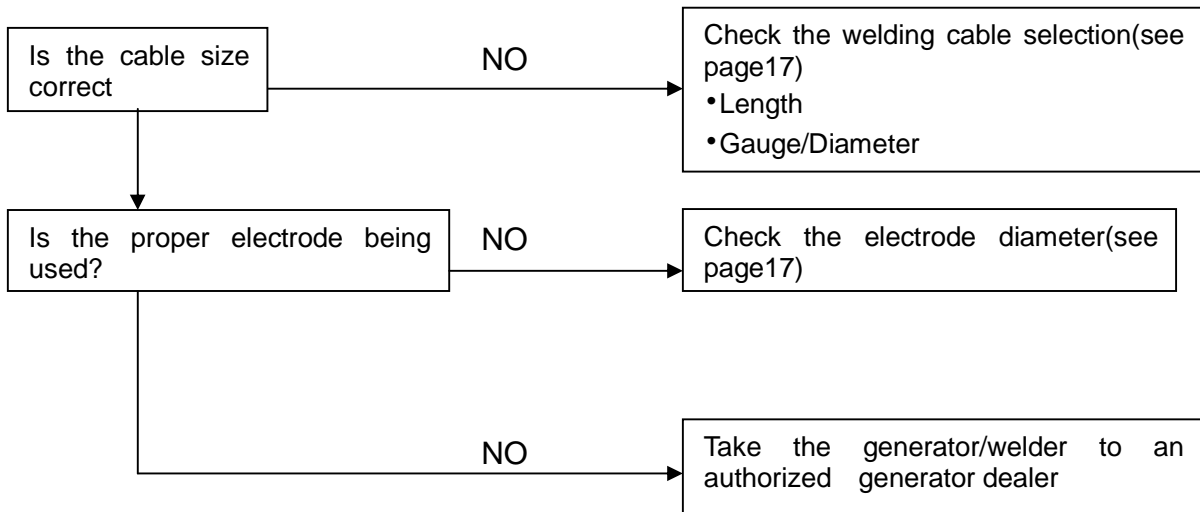 Is the cable size
correct
NO
Check the welding cable selection(see
page17)
•Length
•Gauge/Diameter
Is the proper electrode being
used?
NO
Check the electrode diameter(see
page17)
NO
Take the generator/welder to an
authorized generator dealer